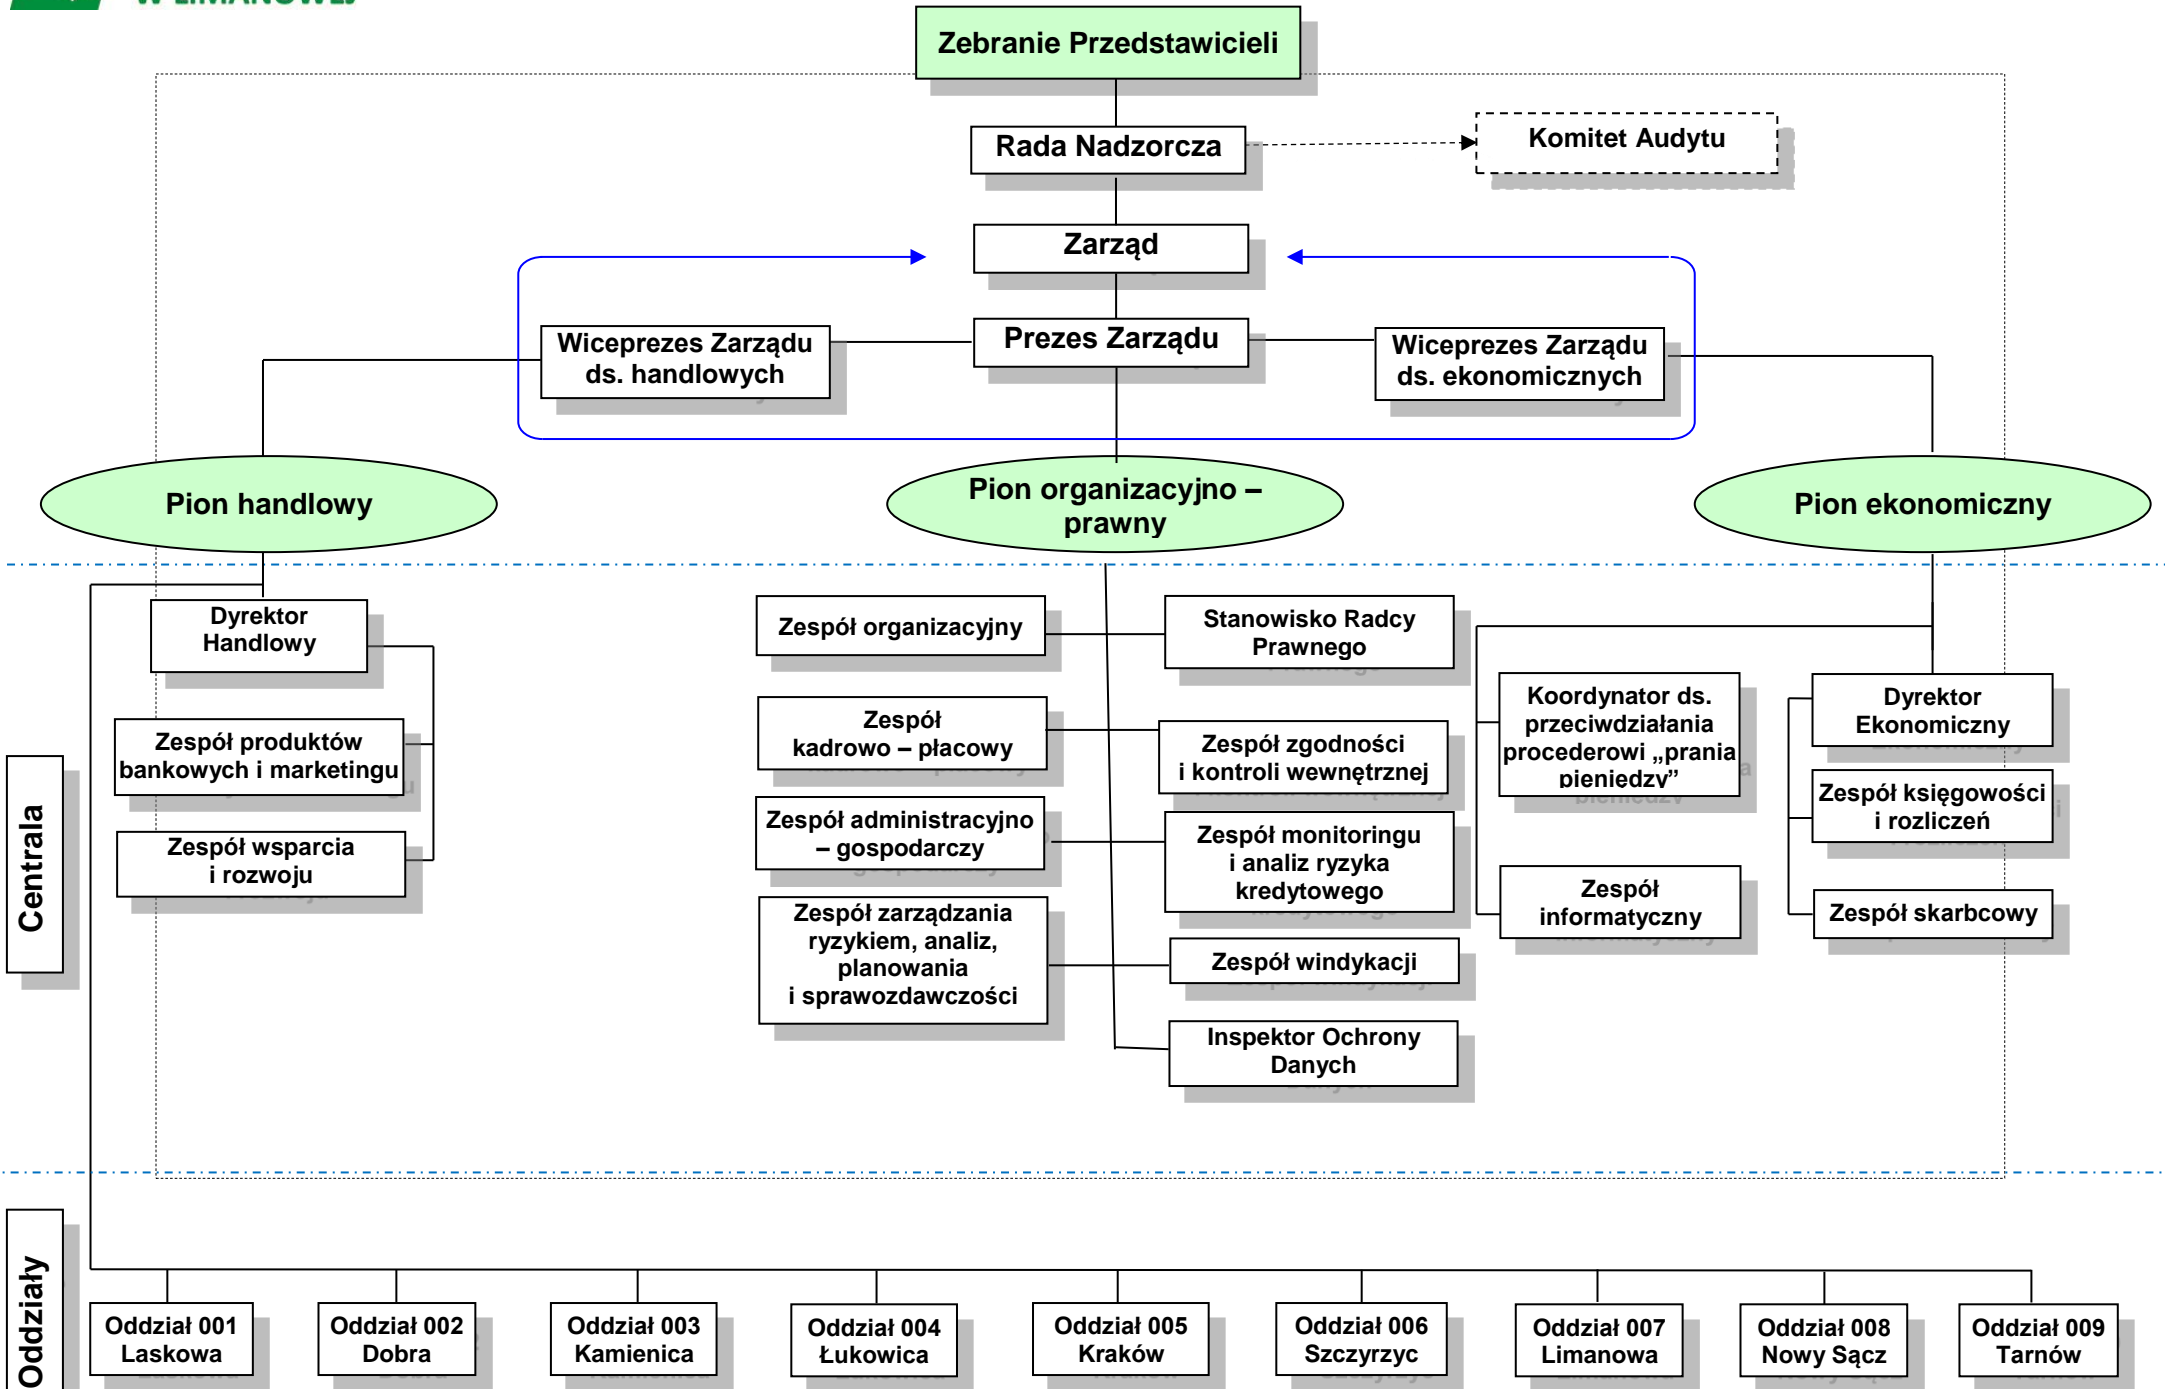 W LIMANOWEJ
Zebranie Przedstawicieli
Rada Nadzorcza
Komitet Audytu
Zarząd
Prezes Zarządu
Wiceprezes Zarządu
ds. handlowych
Wiceprezes Zarządu
ds. ekonomicznych
Pion handlowy
Pion organizacyjno –
prawny
Pion ekonomiczny
Centrala
Dyrektor
Handlowy
Zespół produktów
bankowych i marketingu
Zespół wsparcia
i rozwoju
Zespół organizacyjny
Zespół
kadrowo – płacowy
Zespół administracyjno
– gospodarczy
Zespół zarządzania
ryzykiem, analiz,
planowania
i sprawozdawczości
Stanowisko Radcy
Prawnego
Zespół zgodności
i kontroli wewnętrznej
Zespół monitoringu
i analiz ryzyka
kredytowego
Zespół windykacji
Inspektor Ochrony
Danych
Koordynator ds.
przeciwdziałania
procederowi „prania
pieniędzy”
Zespół
informatyczny
Dyrektor
Ekonomiczny
Zespół księgowości
i rozliczeń
Zespół skarbcowy
Oddziały
Oddział 001
Laskowa
Oddział 002
Dobra
Oddział 003
Kamienica
Oddział 004
Łukowica
Oddział 005
Kraków
Oddział 006
Szczyrzyc
Oddział 007
Limanowa
Oddział 008
Nowy Sącz
Oddział 009
Tarnów